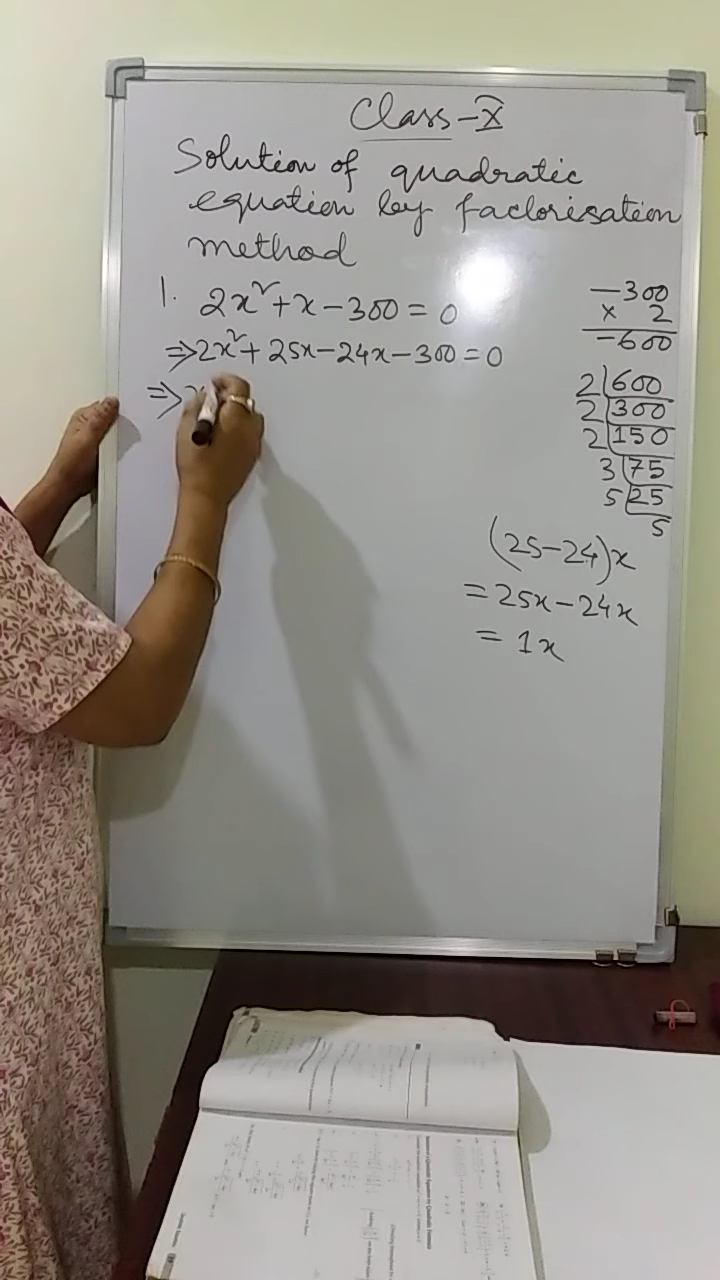 Class-X
Solution of quadratic
equation by factorisation
method
1. 2x²+x-300=0
⇒2x²+25x-24x-300=0
⇒x
-300
x 2
-600
2|600
2|300
2|150
3|75
5|25
5
(25-24)x
=25x-24x
= 1x